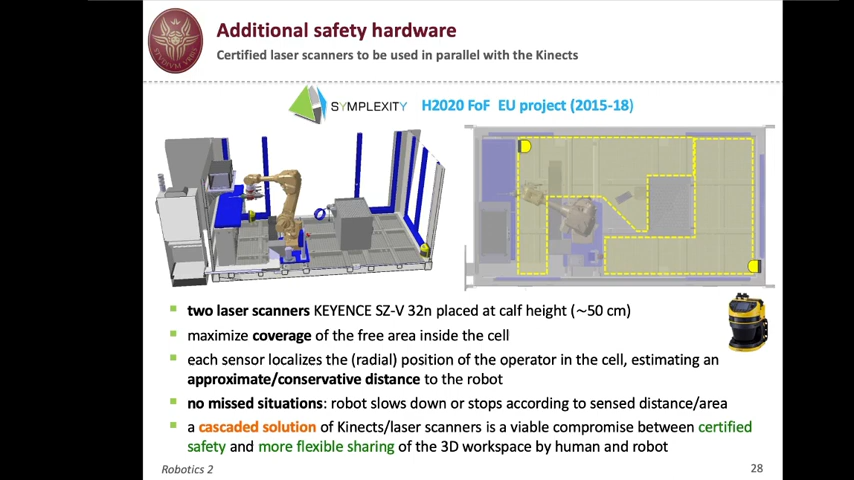 Additional safety hardware
Certified laser scanners to be used in parallel with the Kinects
SYMPLEXITY H2020 FoF EU project (2015-18)
two laser scanners KEYENCE SZ-V 32n placed at calf height (~50 cm)
maximize coverage of the free area inside the cell
each sensor localizes the (radial) position of the operator in the cell, estimating an
approximate/conservative distance to the robot
no missed situations: robot slows down or stops according to sensed distance/area
a cascaded solution of Kinects/laser scanners is a viable compromise between certified
safety and more flexible sharing of the 3D workspace by human and robot
Robotics 2
28